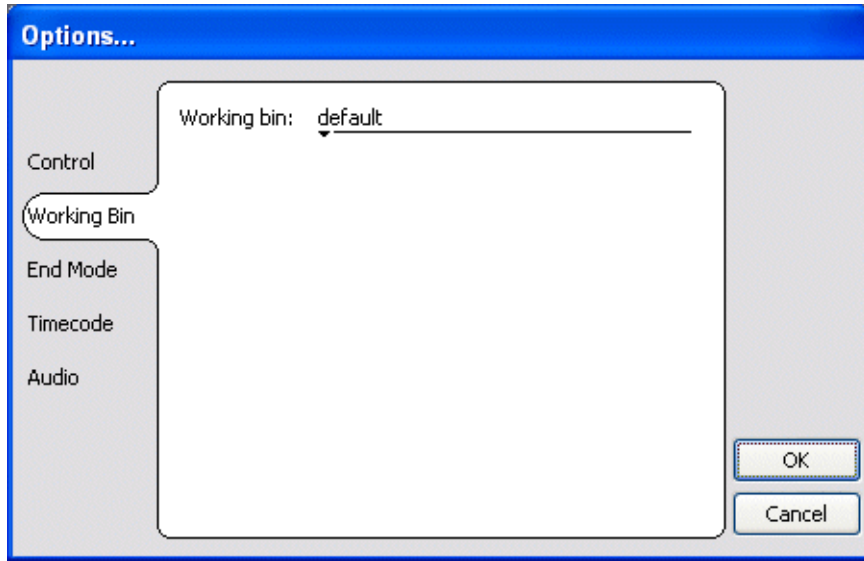 Options...
Working bin: default
Control
Working Bin
End Mode
Timecode
Audio
OK
Cancel